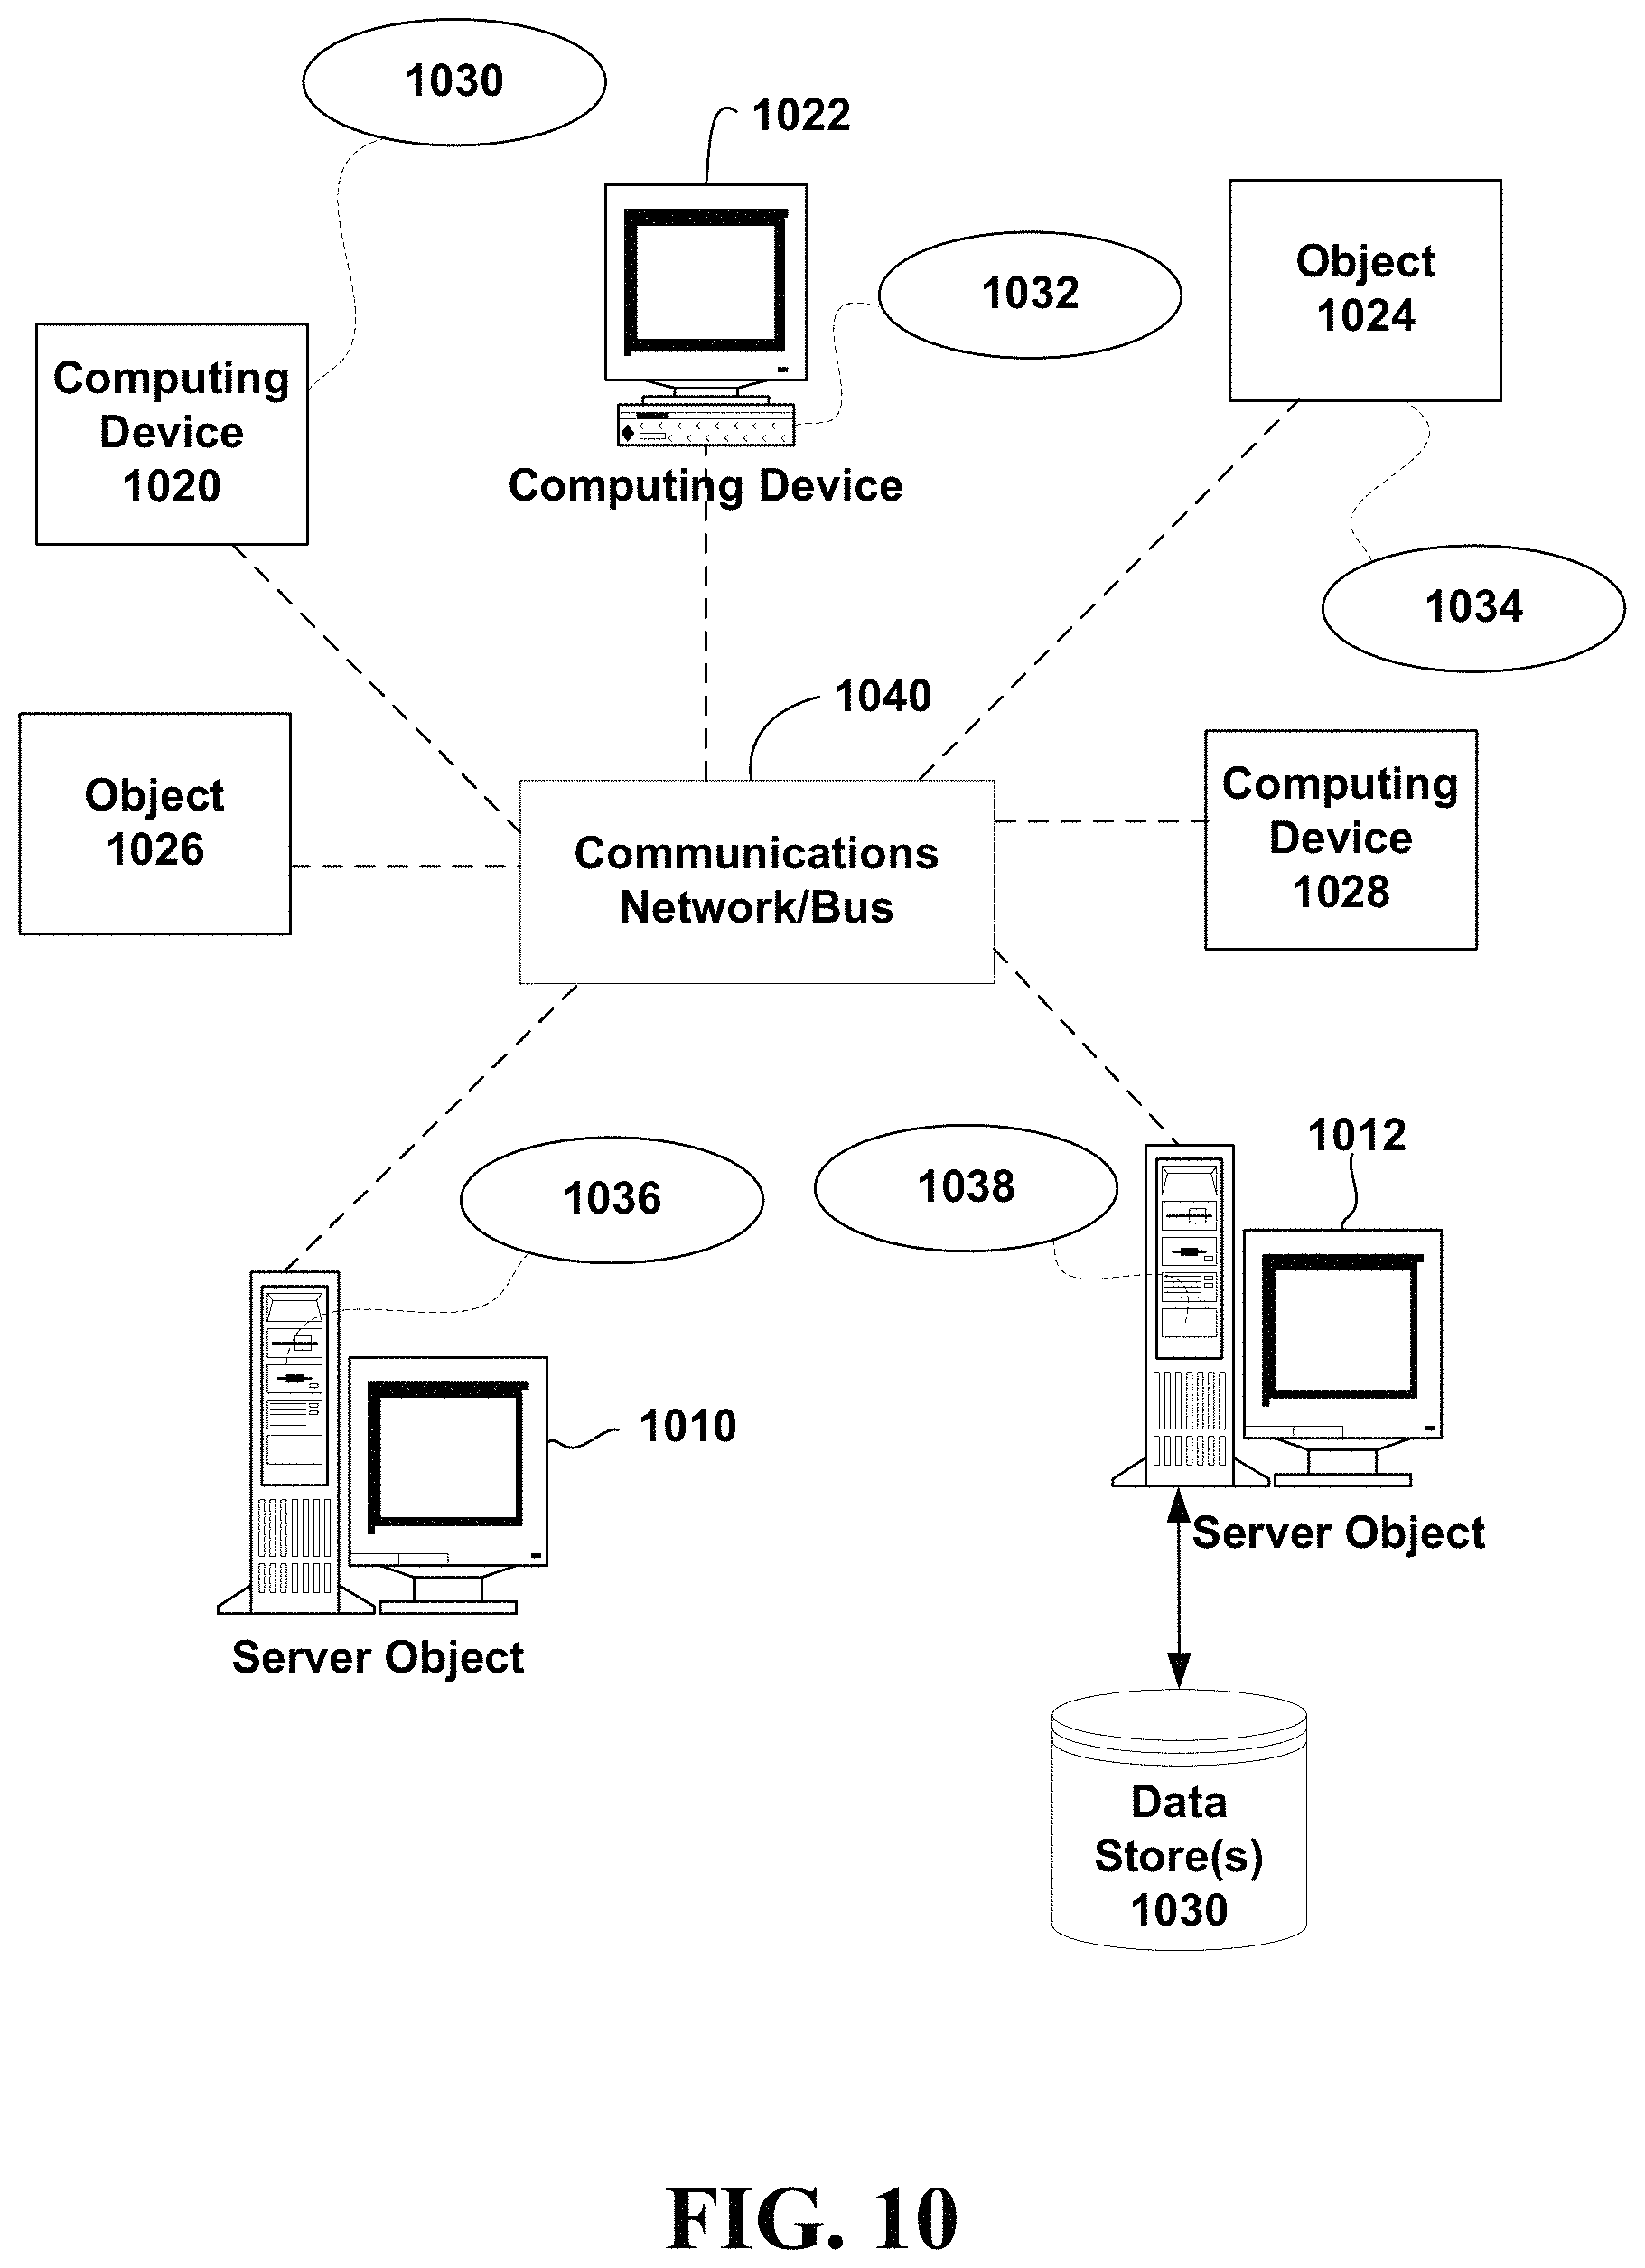 1030
1022
1032
Object
1024
Computing
Device
1020
Computing Device
1034
1040
Object
1026
Communications
Network/Bus
Computing
Device
1028
1036
1038
1012
1010
Server Object
Server Object
Data
Store(s)
1030
FIG. 10